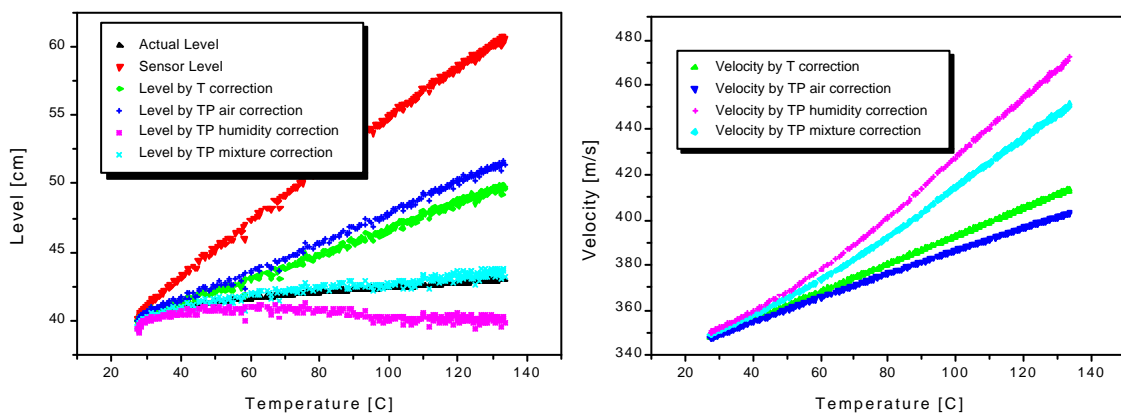 60
55
50
45
40
20
40
60
80
100
120
140
Level [cm]
Temperature [C]
Actual Level
Sensor Level
Level by T correction
Level by TP air correction
Level by TP humidity correction
Level by TP mixture correction
480
460
440
420
400
380
360
340
20
40
60
80
100
120
140
Velocity [m/s]
Temperature [C]
Velocity by T correction
Velocity by TP air correction
Velocity by TP humidity correction
Velocity by TP mixture correction